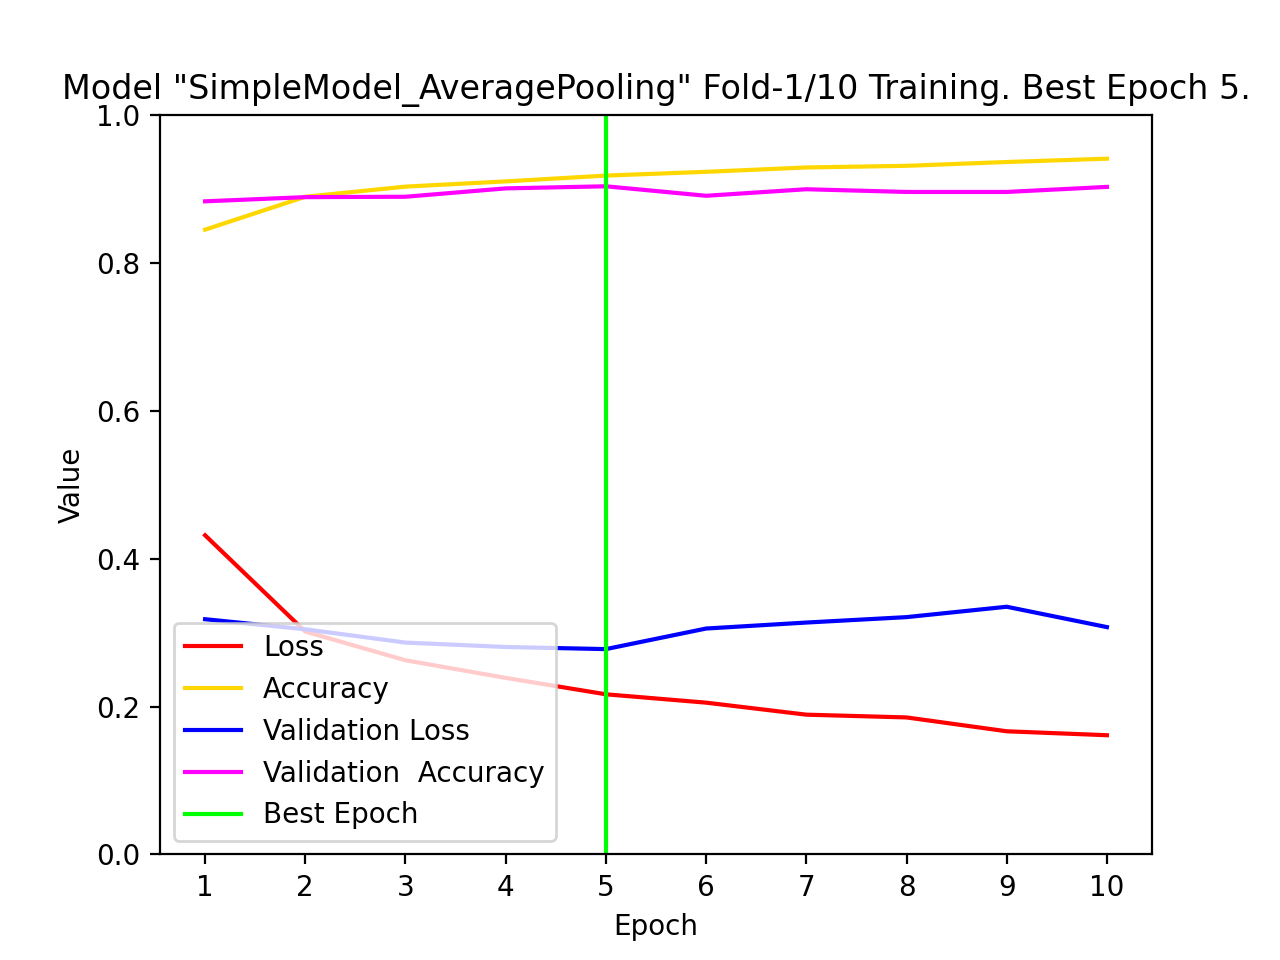 Model "SimpleModel_AveragePooling" Fold-1/10 Training. Best Epoch 5.
1.0
0.8
0.6
0.4
0.2
0.0
Value
Loss
Accuracy
Validation Loss
Validation  Accuracy
Best Epoch
1 2 3 4 5 6 7 8 9 10
Epoch